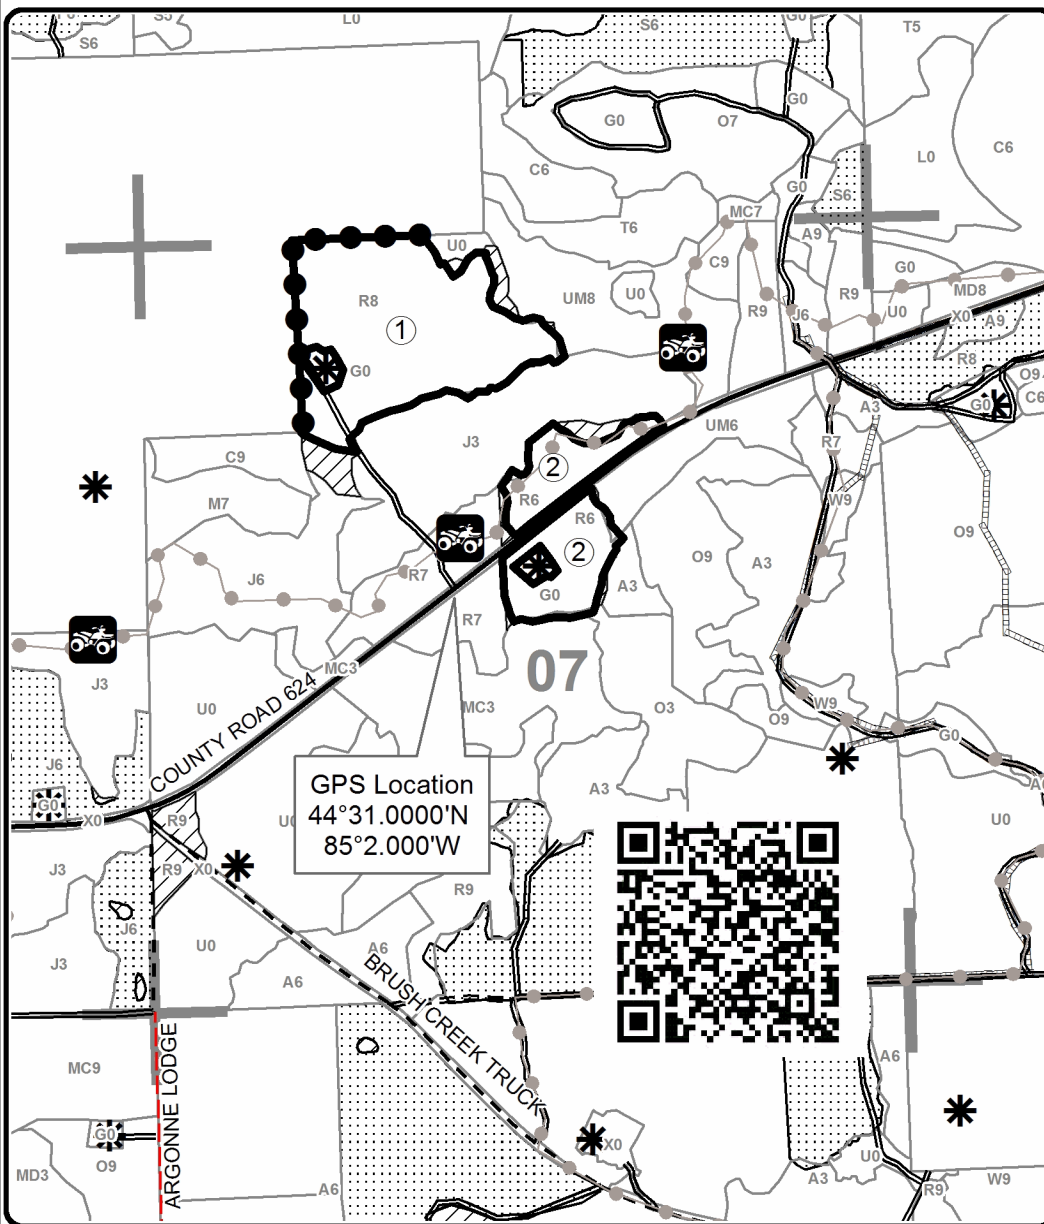 S5
L0
S6
S6
G0
T5
G0
G0
O7
C6
L0
C6
G0
S6
MC7
T6
A9
U0
C9
G0
R8
UM8
U0
R9
R9
MD8
U0
X0
A9
J6
1
R8
G0
O9
C6
G0
A3
UM6
J3
R7
C9
2
M7
R6
R6
W9
O9
2
O9
A3
J6
R7
G0
A3
R7
07
MC3
J3
U0
MC3
O3
O9
W9
G0
COUNTY ROAD 624
J6
G0
GPS Location
44°31.0000'N
85°2.000'W
A3
X0
R9
U0
J3
R9
X0
R9
J6
U0
A6
J3
A6
BRUSH CREEK TRUCK
MC9
ARGONNE LODGE
A6
G0
X0
O9
U0
MD3
A6
A3
R9
W9